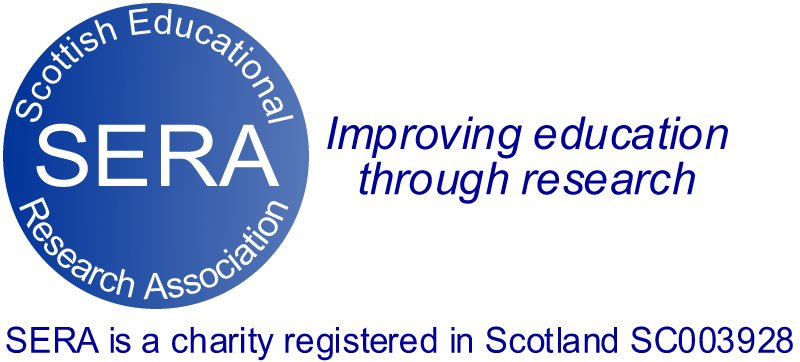 Scottish Educational
SERA
Research Association
Improving education
through research
SERA is a charity registered in Scotland SC003928